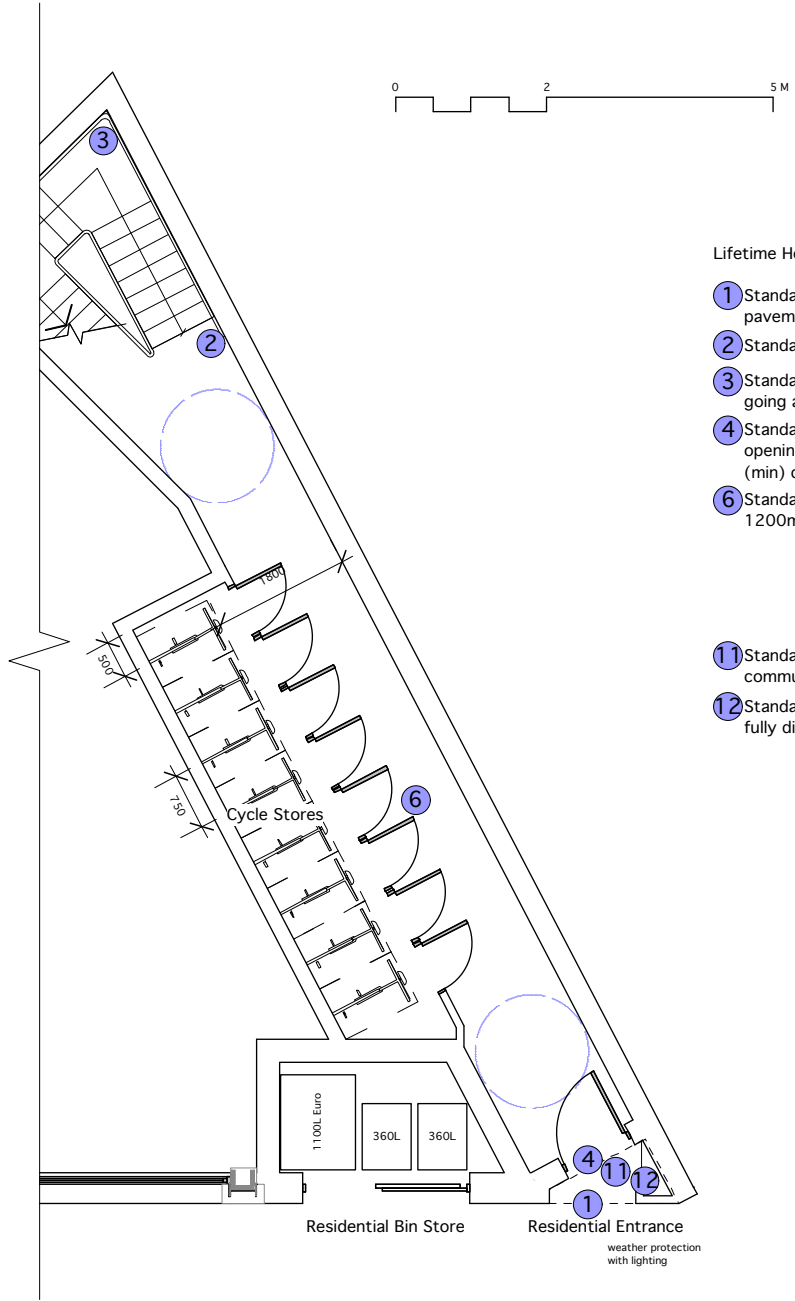 0 2 5 M
3
2
Lifetime H
1 Standa
pavem
2 Standa
3 Standa
going a
4 Standa
openin
(min) c
6 Standa
1200m
11 Standa
commu
12 Standa
fully di
1800
500
750
Cycle Stores
6
1100L Euro
360L
360L
4
11
12
1
Residential Bin Store
Residential Entrance
weather protection
with lighting